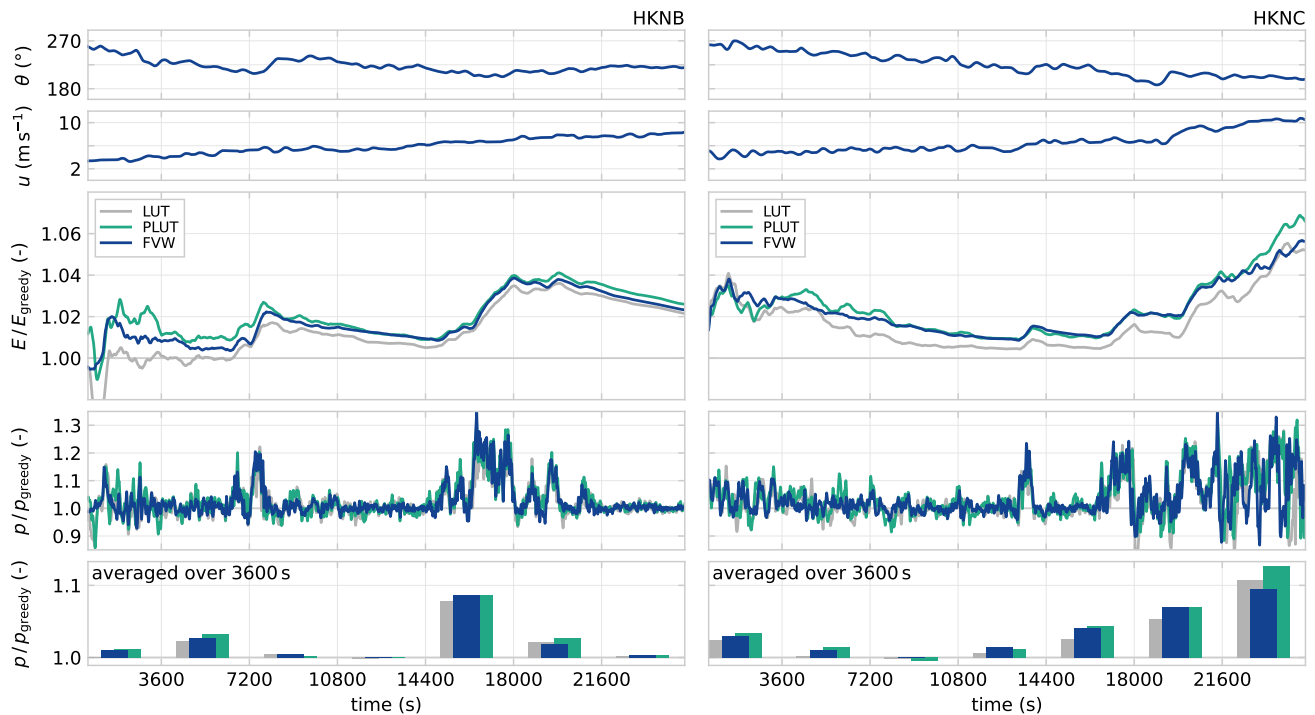 HKNB
HKNC
270
180
θ (°)
10
2
u (m s⁻¹)
1.06
1.04
1.02
1.00
E / E_greedy (-)
LUT
PLUT
FVW
LUT
PLUT
FVW
1.3
1.2
1.1
1.0
0.9
p / p_greedy (-)
averaged over 3600 s
averaged over 3600 s
1.1
1.0
p / p_greedy (-)
3600 7200 10800 14400 18000 21600
3600 7200 10800 14400 18000 21600
time (s)
time (s)